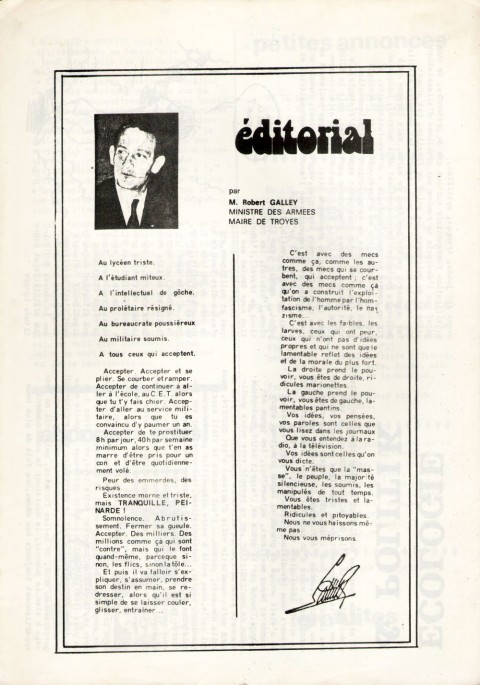 éditorial
par
M. Robert GALLEY
MINISTRE DES ARMEES
MAIRE DE TROYES
Au lycéen triste.
A l'étudiant miteux.
A l'intellectuel de gôche.
Au prolétaire résigné.
Au bureaucrate poussiéreux
Au militaire soumis.
A tous ceux qui acceptent.
Accepter. Accepter et se
plier. Se courber et ramper.
Accepter de continuer à al-
ler à l'école, au C.E.T. alors
que tu t'y fais chier. Accep-
ter d'aller au service mili-
taire, alors que tu es
convaincu d'y paumer un an.
Accepter de te prostituer
8h par jour, 40h par semaine
minimum alors que t'en as
marre d'être pris pour un
con et d'être quotidienne-
ment volé.
Peur des emmerdes, des
risques.
Existence morne et triste,
mais TRANQUILLE, PEI-
NARDE !
Somnolence. Abrutis-
sement. Fermer sa gueule.
Accepter. Des milliers. Des
millions comme ça qui sont
"contre", mais qui le font
quand-même, parceque si-
non, les flics, sinon la tôle...
Et puis il va falloir s'ex-
pliquer, s'assumer, prendre
son destin en main, se re-
dresser, alors qu'il est si
simple de se laisser couler,
glisser, entraîner...
C'est avec des mecs
comme ça, comme les au-
tres, des mecs qui se cour-
bent, qui acceptent ; c'est
avec des mecs comme ça
qu'on a construit l'exploi-
tation de l'homme par l'hom-
fascisme, l'autorité, le na-
zisme...
C'est avec les faibles, les
larves, ceux qui ont peur,
ceux qui n'ont pas d'idées
propres et qui ne sont que le
lamentable reflet des idées
et de la morale du plus fort.
La droite prend le pou-
voir, vous êtes de droite, ri-
dicules marionettes.
La gauche prend le pou-
voir, vous êtes de gauche, la-
mentables pantins.
Vos idées, vos pensées,
vos paroles sont celles que
vous lisez dans les journaux
Que vous entendez à la ra-
dio, à la télévision.
Vos idées sont celles qu'on
vous dicte.
Vous n'êtes que la "mas-
se", le peuple, la majorité
silencieuse, les soumis, les
manipulés de tout temps.
Vous êtes tristes et la-
mentables.
Ridicules et pitoyables.
Nous ne vous haissons mê-
me pas.
Nous vous méprisons.